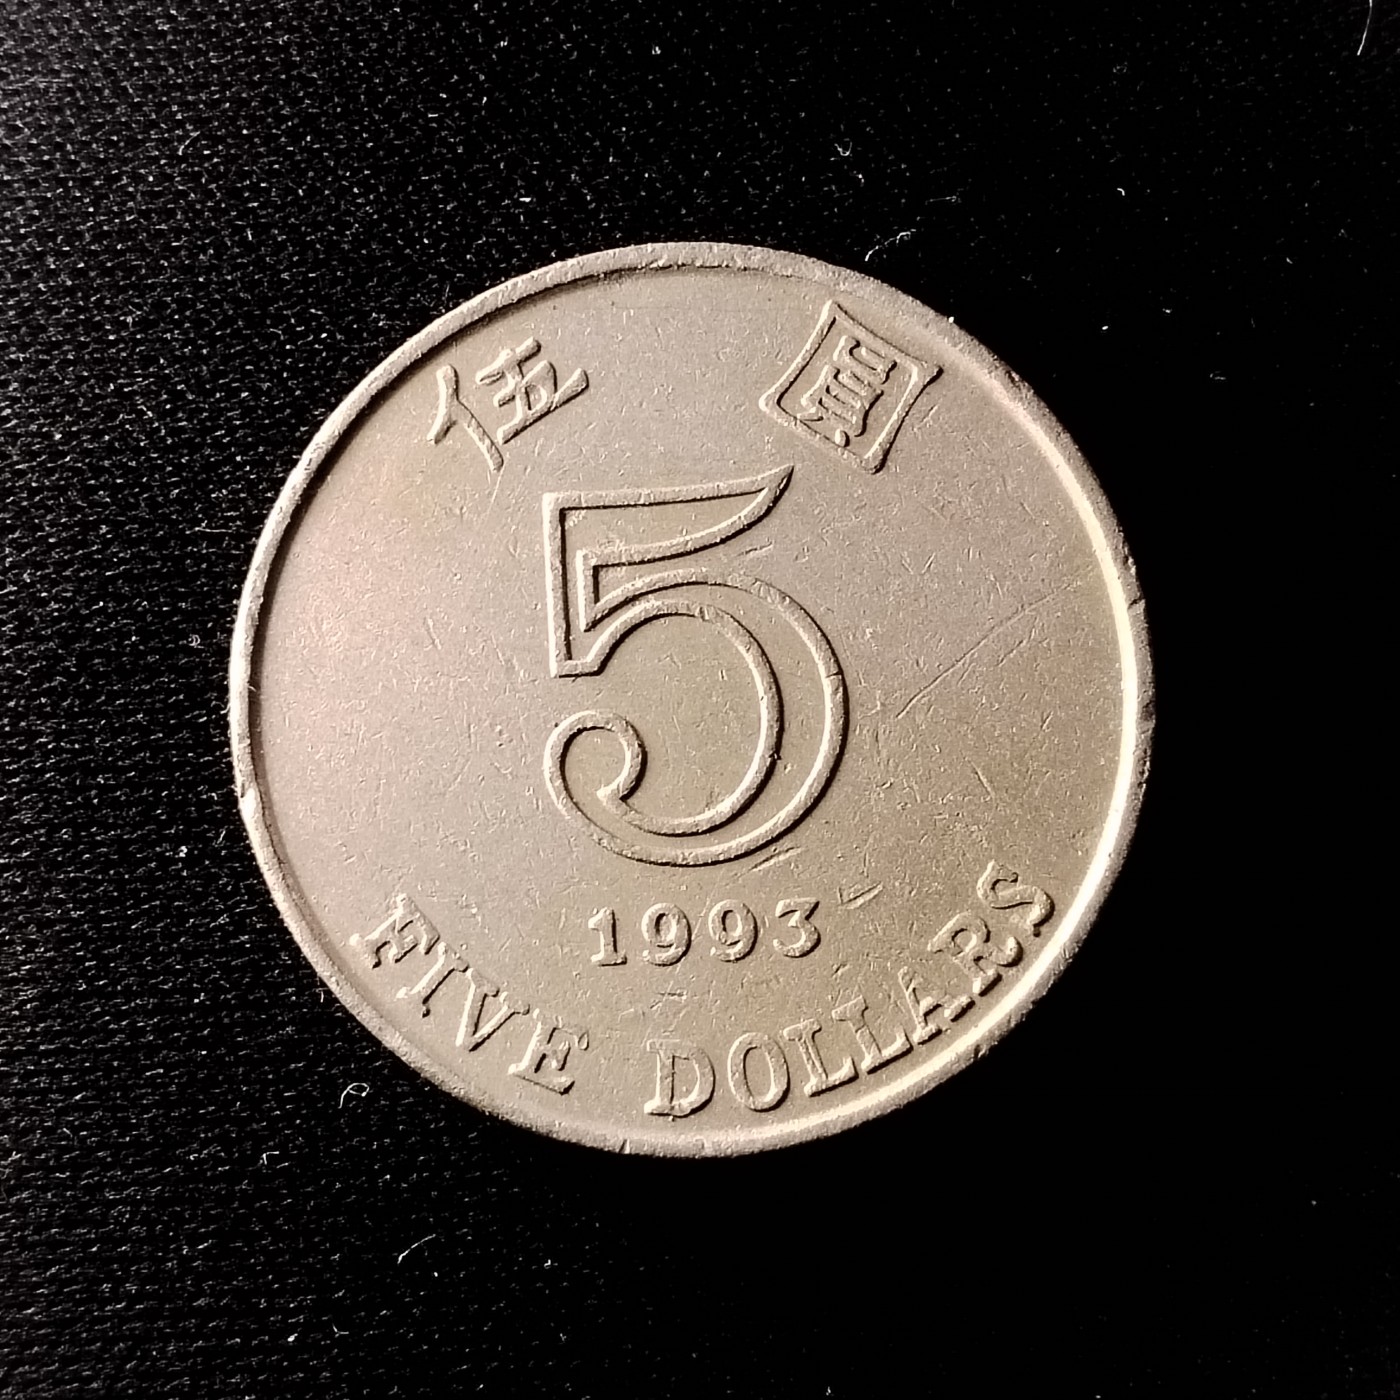 伍 圓
5
1993
FIVE DOLLARS